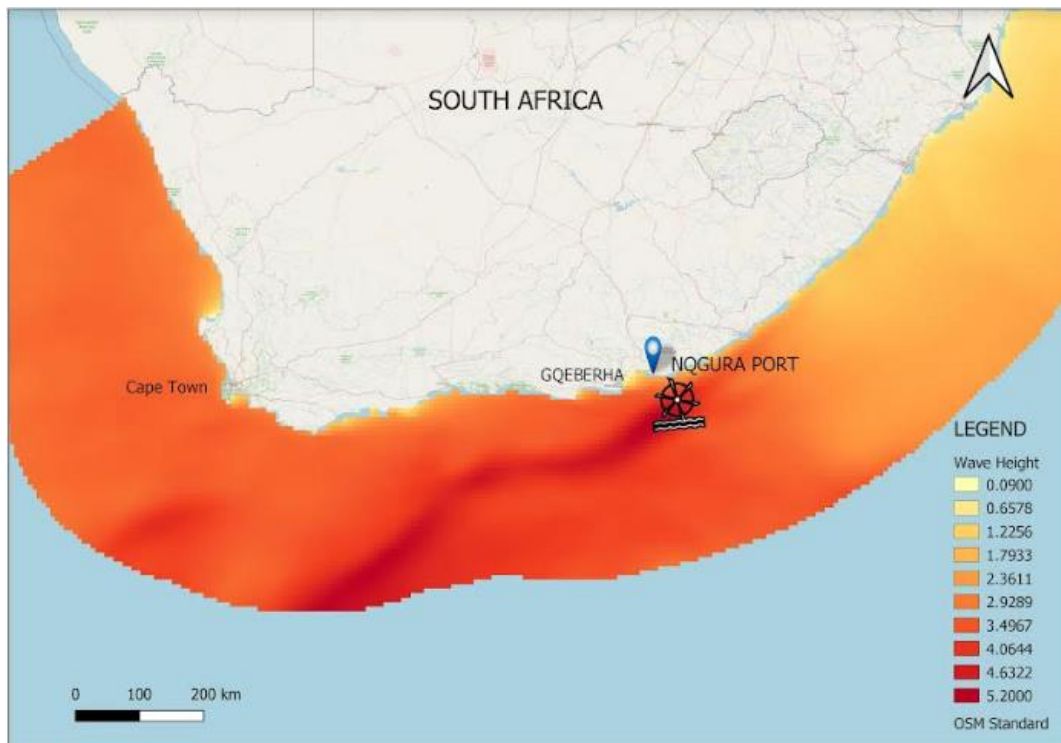 SOUTH AFRICA
GQEBERHA
NQGURA PORT
Cape Town
LEGEND
Wave Height
0.0900
0.6578
1.2256
1.7933
2.3611
2.9289
3.4967
4.0644
4.6322
5.2000
OSM Standard
0 100 200 km